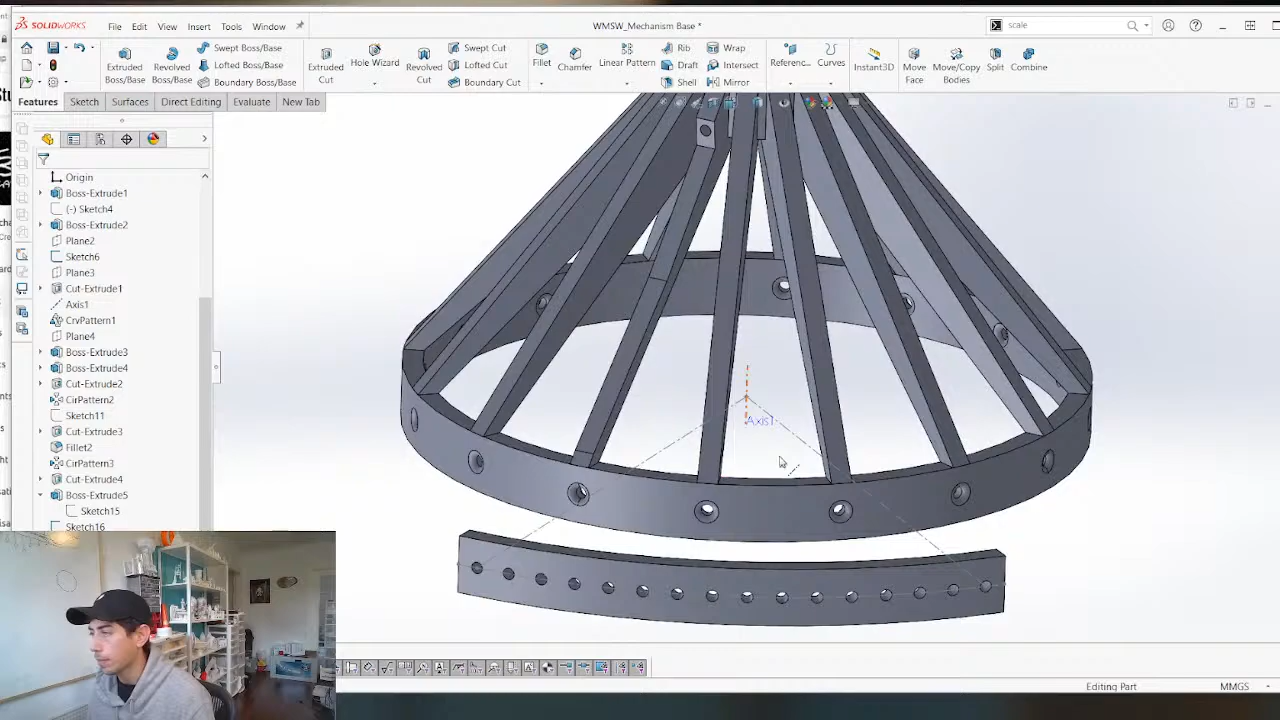 SOLIDWORKS File Edit View Insert Tools Window WMSW_Mechanism Base * scale
Extruded Boss/Base
Revolved Boss/Base
Swept Boss/Base
Lofted Boss/Base
Boundary Boss/Base
Extruded Cut
Hole Wizard
Revolved Cut
Swept Cut
Lofted Cut
Boundary Cut
Fillet
Chamfer
Linear Pattern
Rib
Draft
Shell
Wrap
Intersect
Mirror
Referenc...
Curves
Instant3D
Move Face
Move/Copy Bodies
Split
Combine
Features Sketch Surfaces Direct Editing Evaluate New Tab
Origin
Boss-Extrude1
(-) Sketch4
Boss-Extrude2
Plane2
Sketch6
Plane3
Cut-Extrude1
Axis1
CrvPattern1
Plane4
Boss-Extrude3
Boss-Extrude4
Cut-Extrude2
CirPattern2
Sketch11
Cut-Extrude3
Fillet2
CirPattern3
Cut-Extrude4
Boss-Extrude5
Sketch15
Sketch16
Axis1
Editing Part MMGS